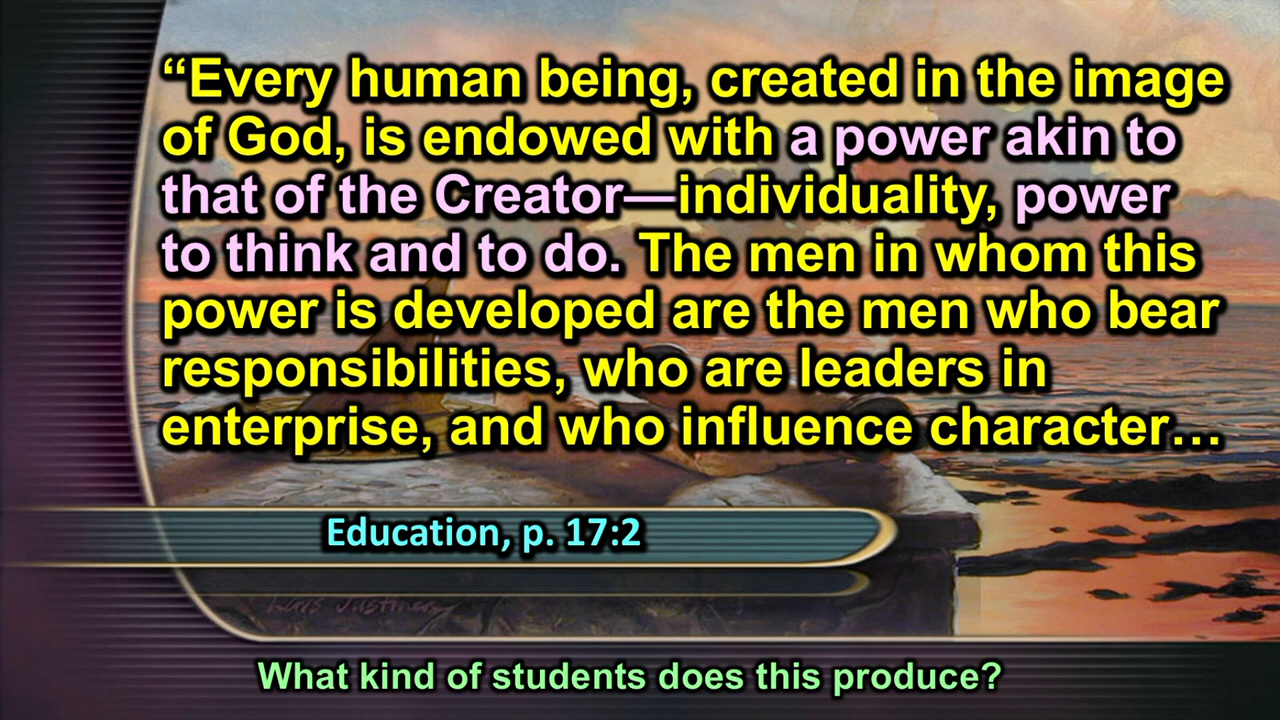 “Every human being, created in the image
of God, is endowed with a power akin to
that of the Creator—individuality, power
to think and to do. The men in whom this
power is developed are the men who bear
responsibilities, who are leaders in
enterprise, and who influence character…
Education, p. 17:2
What kind of students does this produce?